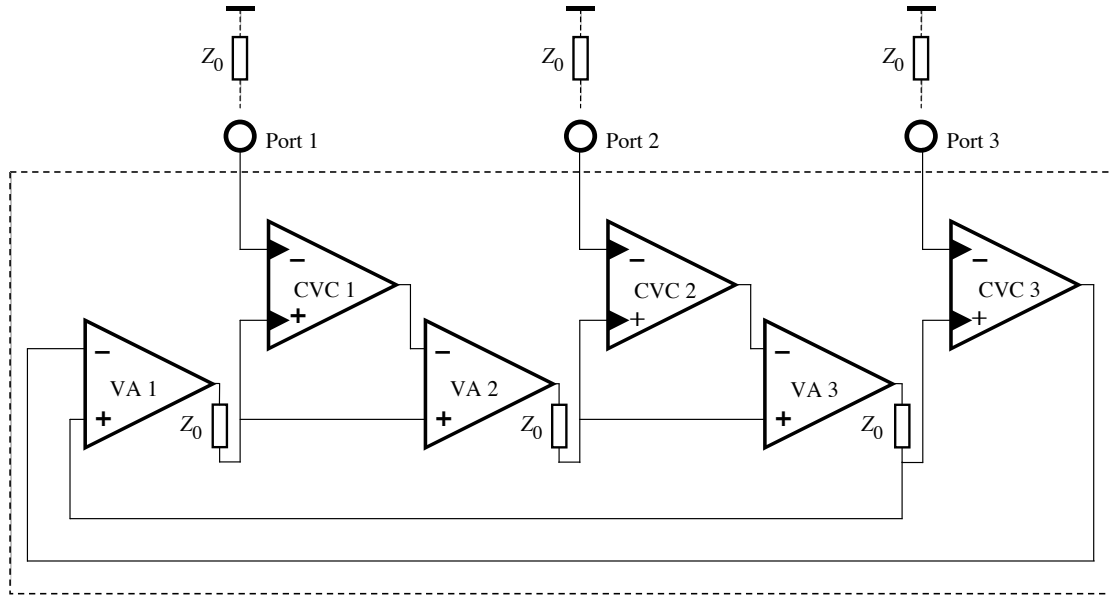 Z0 Z0 Z0
Port 1 Port 2 Port 3
− − −
CVC 1 CVC 2 CVC 3
+ + +
− − −
VA 1 VA 2 VA 3
+ Z0 + Z0 + Z0